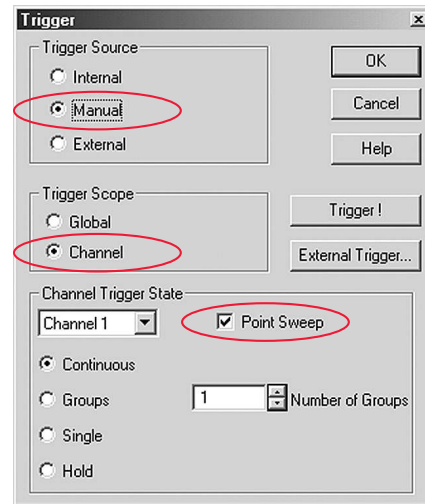 Trigger
Trigger Source
Internal
Manual
External
OK
Cancel
Help
Trigger Scope
Global
Channel
Trigger !
External Trigger...
Channel Trigger State
Channel 1
Point Sweep
Continuous
Groups
1
Number of Groups
Single
Hold